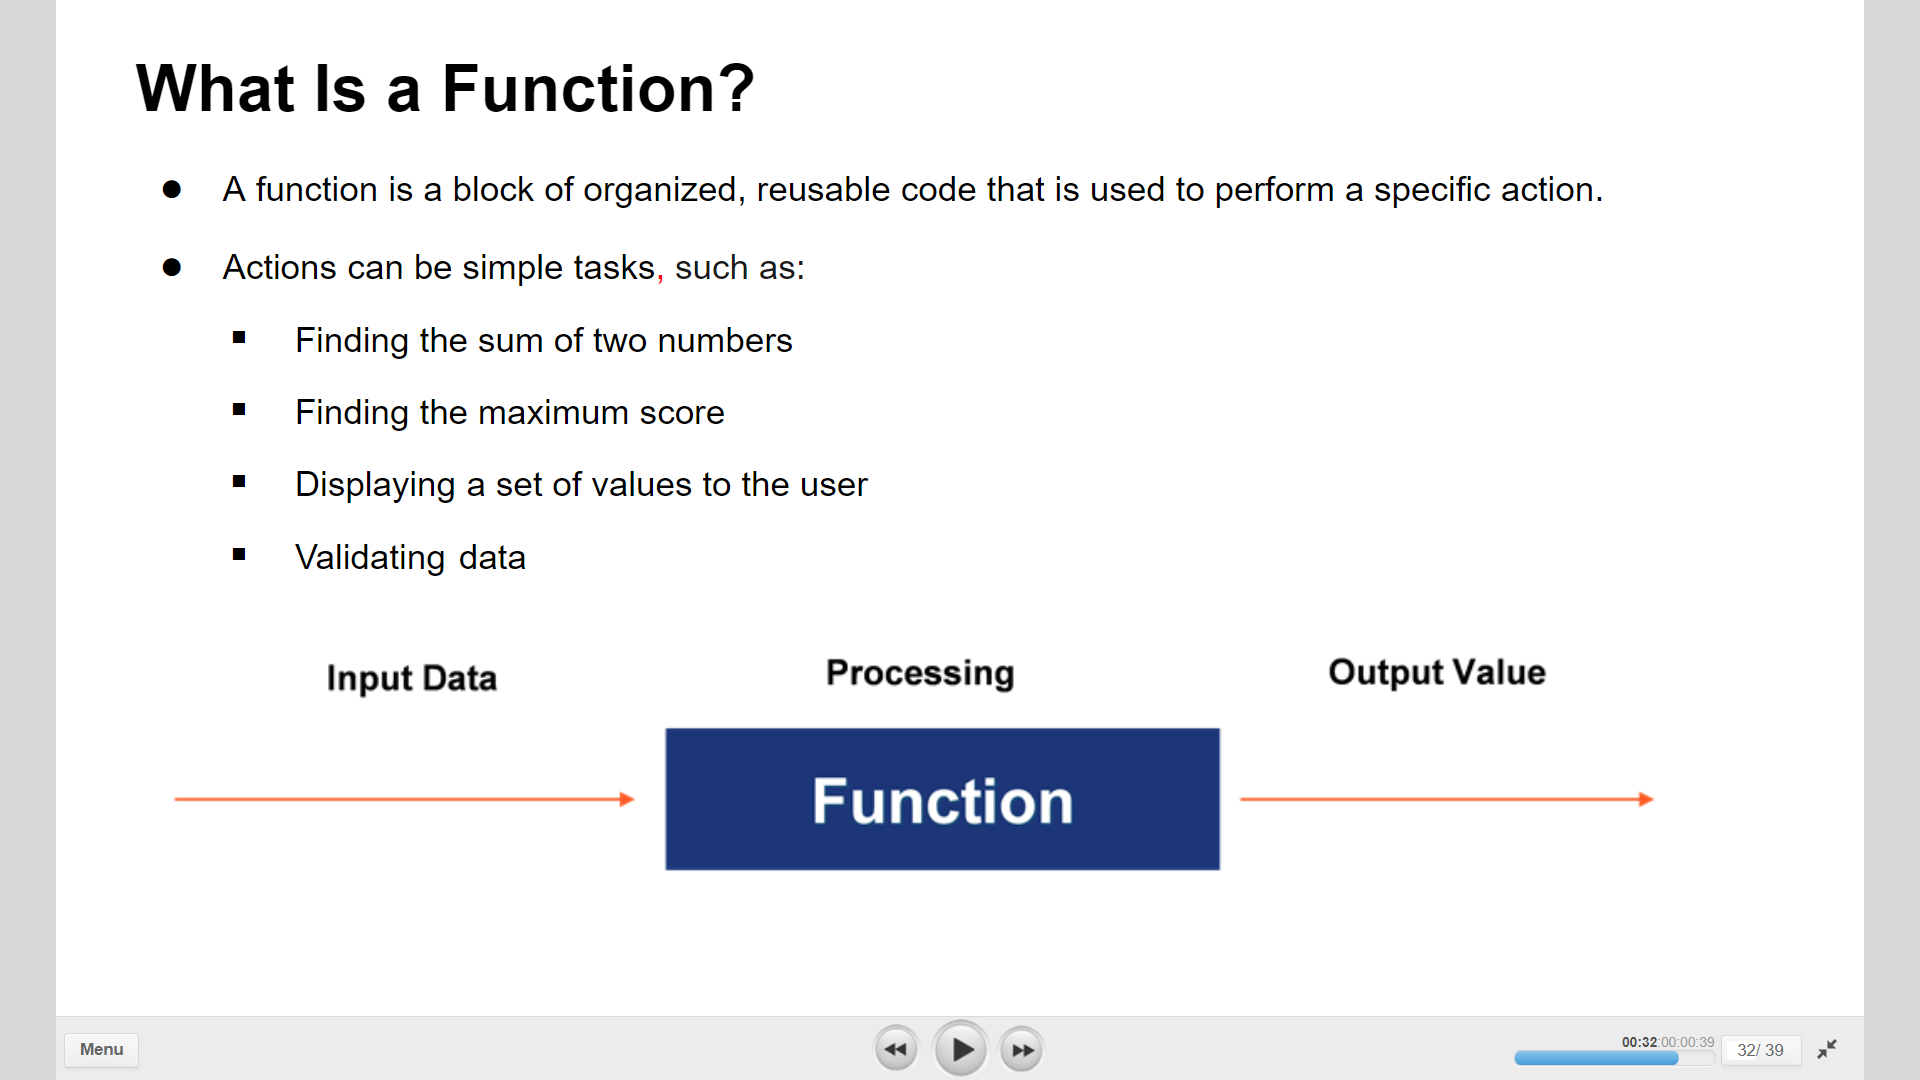 What Is a Function?
● A function is a block of organized, reusable code that is used to perform a specific action.
● Actions can be simple tasks, such as:
■ Finding the sum of two numbers
■ Finding the maximum score
■ Displaying a set of values to the user
■ Validating data
Input Data Processing Output Value
Function
Menu
00:32:00:00:39
32/ 39